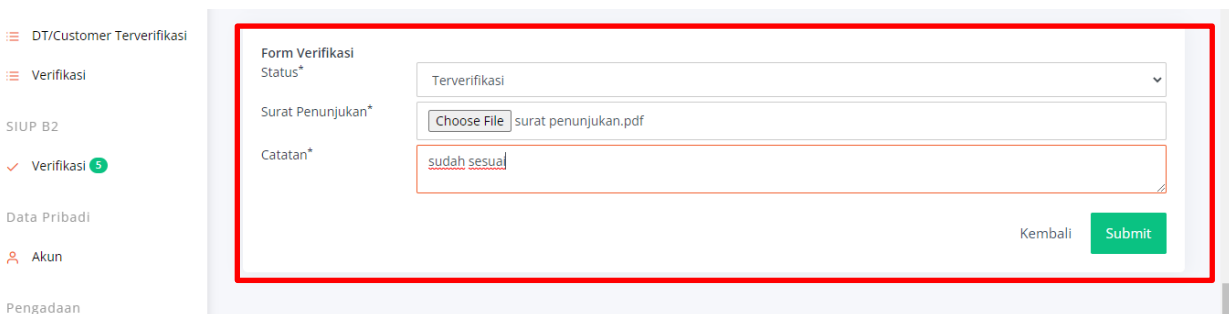 DT/Customer Terverifikasi
Verifikasi
SIUP B2
Verifikasi 5
Data Pribadi
Akun
Pengadaan
Form Verifikasi
Status*
Terverifikasi
Surat Penunjukan*
Choose File surat penunjukan.pdf
Catatan*
sudah sesuai
Kembali
Submit